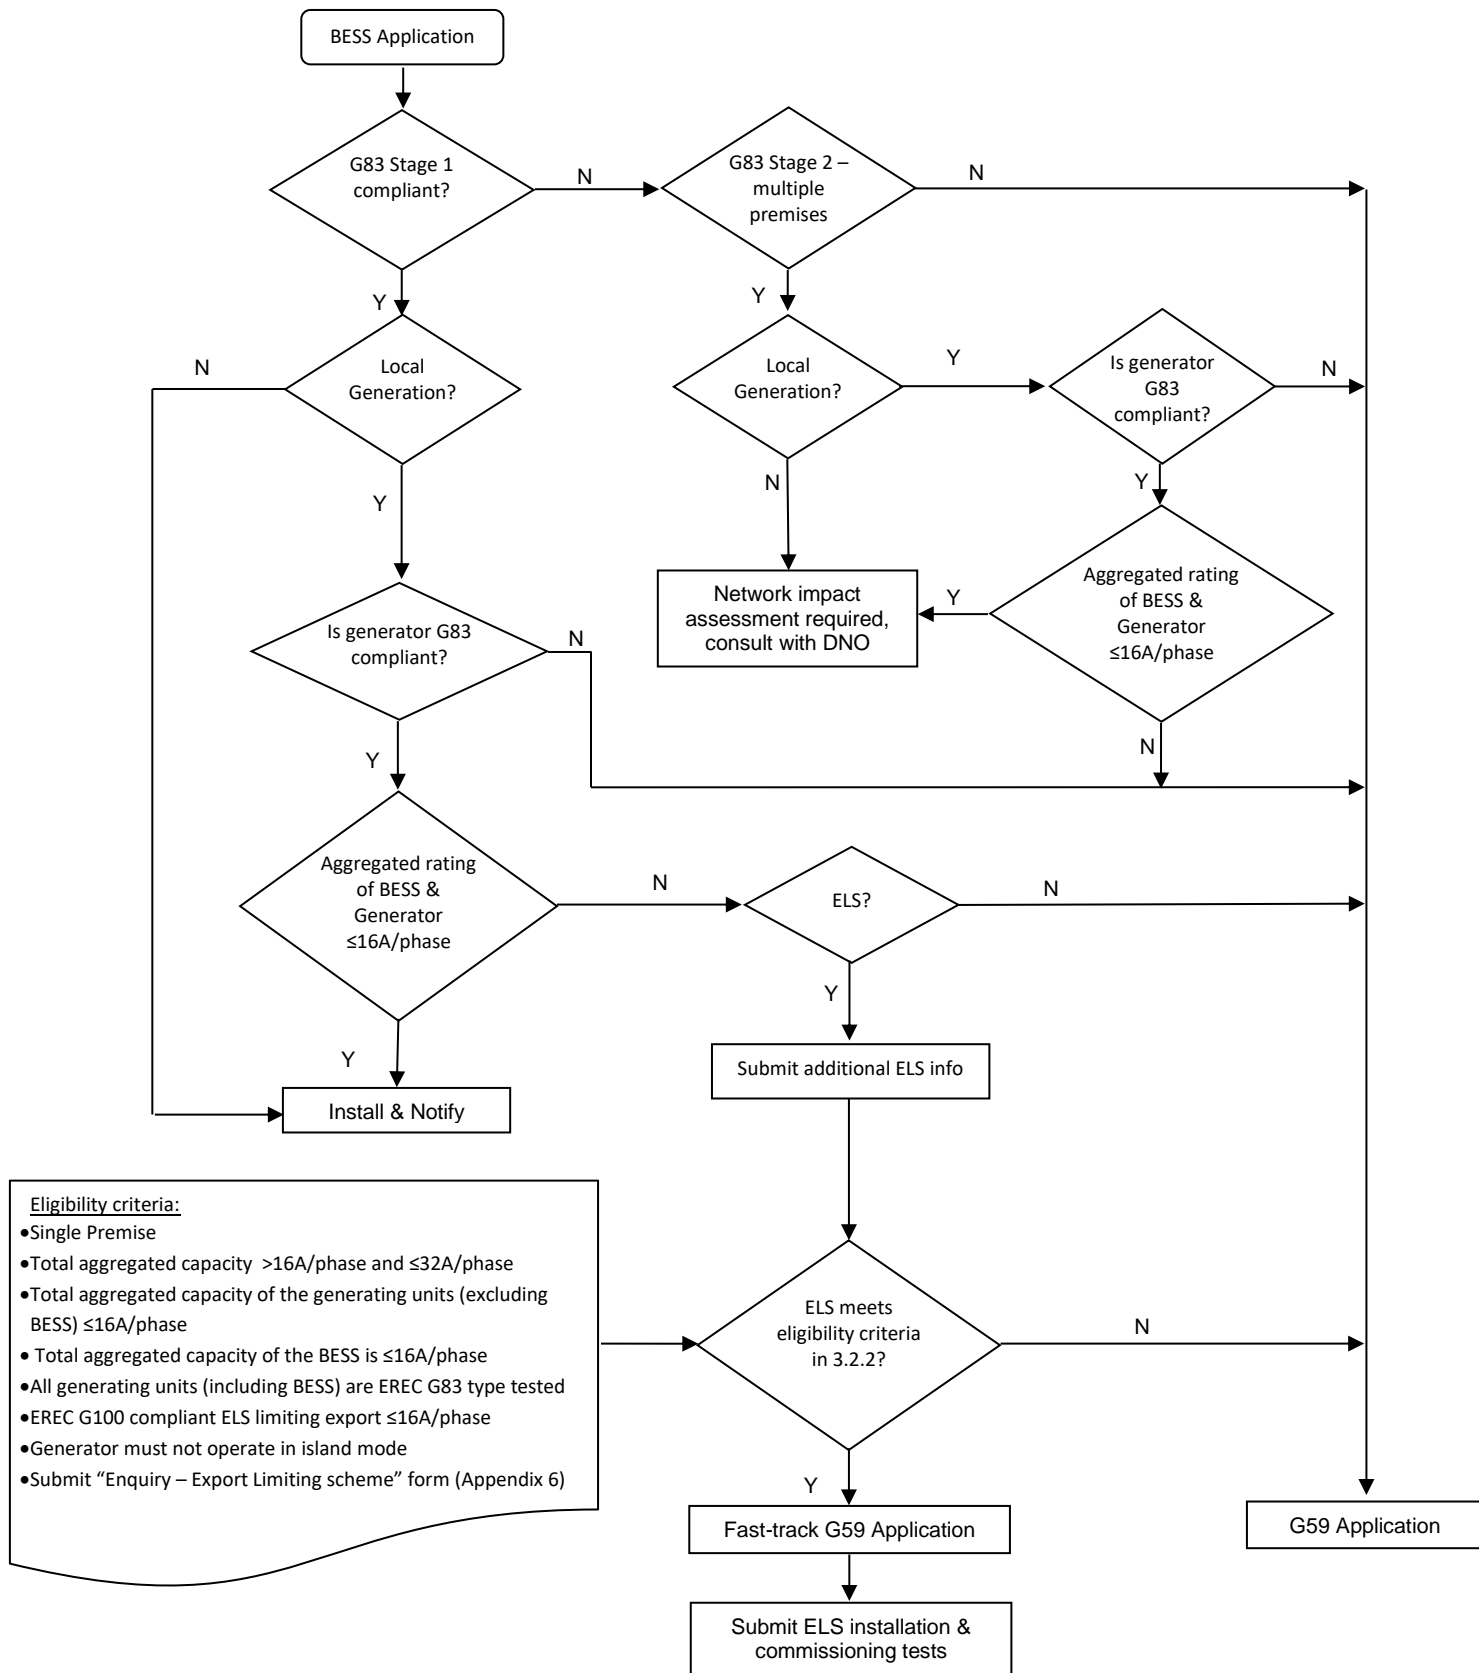 BESS Application
G83 Stage 1
compliant?
N
G83 Stage 2 –
multiple
premises
N
Y
Y
N
Local
Generation?
Local
Generation?
Y
Is generator
G83
compliant?
N
Y
N
Y
Network impact
assessment required,
consult with DNO
Y
Aggregated rating
of BESS &
Generator
≤16A/phase
Is generator G83
compliant?
N
Y
N
Aggregated rating
of BESS &
Generator
≤16A/phase
N
ELS?
N
Y
Y
Submit additional ELS info
Install & Notify
Eligibility criteria:
•Single Premise
•Total aggregated capacity >16A/phase and ≤32A/phase
•Total aggregated capacity of the generating units (excluding
BESS) ≤16A/phase
• Total aggregated capacity of the BESS is ≤16A/phase
•All generating units (including BESS) are EREC G83 type tested
•EREC G100 compliant ELS limiting export ≤16A/phase
•Generator must not operate in island mode
•Submit “Enquiry – Export Limiting scheme” form (Appendix 6)
ELS meets
eligibility criteria
in 3.2.2?
N
Y
Fast-track G59 Application
G59 Application
Submit ELS installation &
commissioning tests